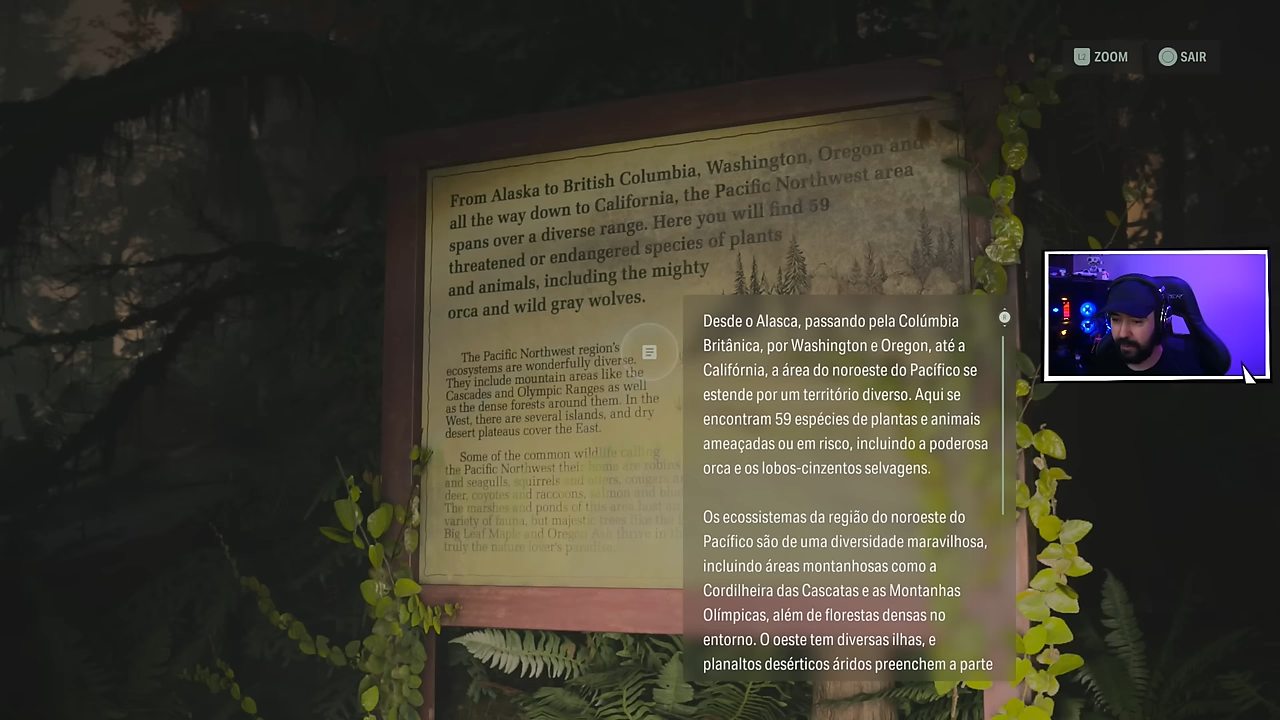 L2 ZOOM SAIR
From Alaska to British Columbia, Washington, Oregon and
all the way down to California, the Pacific Northwest area
spans over a diverse range. Here you will find 59
threatened or endangered species of plants
and animals, including the mighty
orca and wild gray wolves.
The Pacific Northwest region's
ecosystems are wonderfully diverse.
They include mountain areas like the
Cascades and Olympic Ranges as well
as the dense forests around them. In the
West, there are several islands, and dry
desert plateaus cover the East.
Some of the common wildlife calling
the Pacific Northwest their home are robins
and seagulls, squirrels and otters, cougars
deer, coyotes and raccoons, salmon and
The marshes and ponds of this area host
variety of fauna, but majestic trees like the
Big Leaf Maple and Oregon Ash thrive in
truly the nature lover's paradise.
R
Desde o Alasca, passando pela Colúmbia
Britânica, por Washington e Oregon, até a
Califórnia, a área do noroeste do Pacífico se
estende por um território diverso. Aqui se
encontram 59 espécies de plantas e animais
ameaçadas ou em risco, incluindo a poderosa
orca e os lobos-cinzentos selvagens.
Os ecossistemas da região do noroeste do
Pacífico são de uma diversidade maravilhosa,
incluindo áreas montanhosas como a
Cordilheira das Cascatas e as Montanhas
Olímpicas, além de florestas densas no
entorno. O oeste tem diversas ilhas, e
planaltos desérticos áridos preenchem a parte